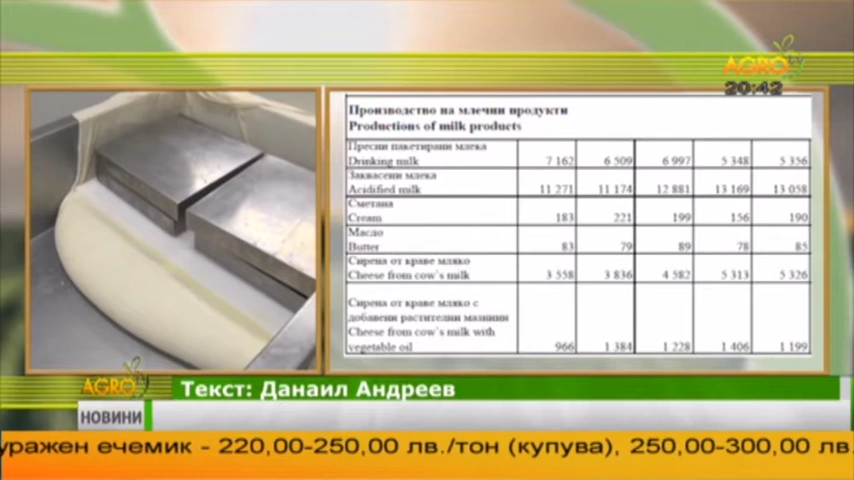 AGRO TV
20:42
Производство на млечни продукти
Productions of milk products
Пресни пакетирани млека
Drinking milk 7 162 6 509 6 997 5 348 5 356
Заквасени млека
Acidified milk 11 271 11 174 12 881 13 169 13 058
Сметана
Cream 183 221 199 156 190
Масло
Butter 83 79 89 78 85
Сирена от краве мляко
Cheese from cow`s milk 3 558 3 836 4 582 5 313 5 326
Сирена от краве мляко с
добавени растителни мазнини
Cheese from cow`s milk with
vegetable oil 966 1 384 1 228 1 406 1 199
AGRO TV
Текст: Данаил Андреев
НОВИНИ
уражен ечемик - 220,00-250,00 лв./тон (купува), 250,00-300,00 лв.